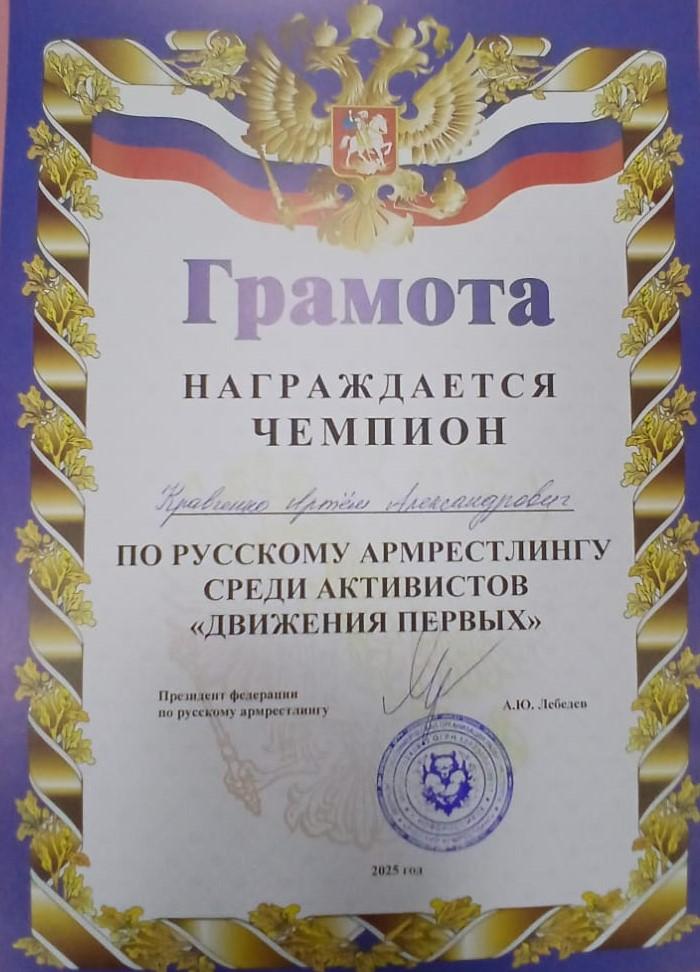 Грамота
НАГРАЖДАЕТСЯ
ЧЕМПИОН
Кравченко Артём Александрович
ПО РУССКОМУ АРМРЕСТЛИНГУ
СРЕДИ АКТИВИСТОВ
«ДВИЖЕНИЯ ПЕРВЫХ»
Президент федерации
по русскому армрестлингу
А.Ю. Лебедев
2025 год